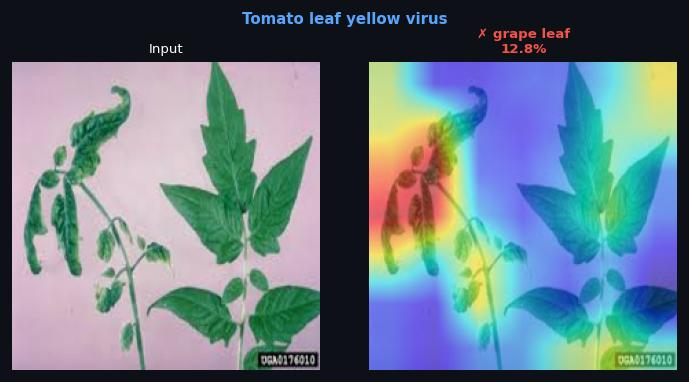 Tomato leaf yellow virus
Input
✗ grape leaf
12.8%
UGA0176010
UGA0176010